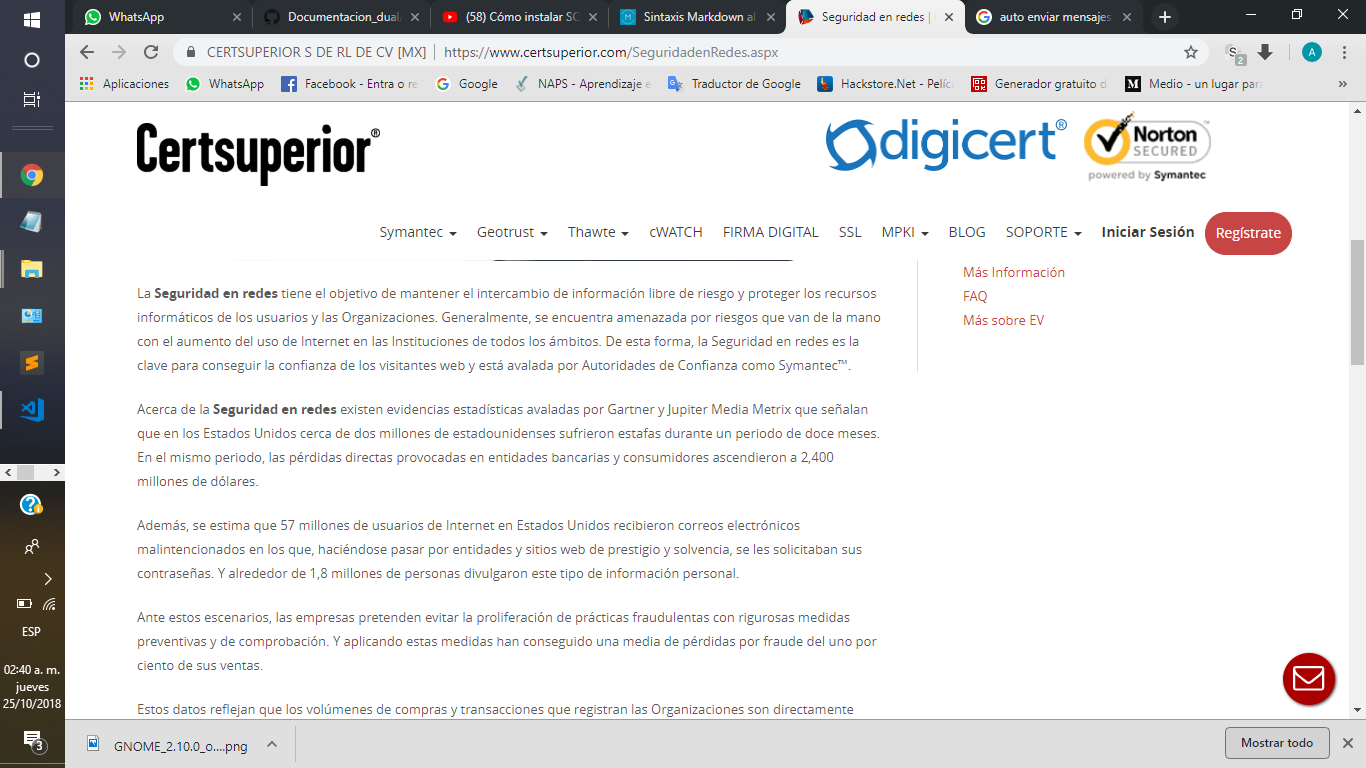 WhatsApp
Documentacion_dual
(58) Cómo instalar SC
Sintaxis Markdown al
Seguridad en redes |
auto enviar mensajes
CERTSUPERIOR S DE RL DE CV [MX] | https://www.certsuperior.com/SeguridadenRedes.aspx
S
2
A
Aplicaciones
WhatsApp
Facebook - Entra o re
Google
NAPS - Aprendizaje e
Traductor de Google
Hackstore.Net - Pelíc
Generador gratuito d
Medio - un lugar para
Certsuperior®
digicert®
Norton
SECURED
powered by Symantec
Symantec
Geotrust
Thawte
cWATCH
FIRMA DIGITAL
SSL
MPKI
BLOG
SOPORTE
Iniciar Sesión
Regístrate
Más Información
FAQ
Más sobre EV
La Seguridad en redes tiene el objetivo de mantener el intercambio de información libre de riesgo y proteger los recursos
informáticos de los usuarios y las Organizaciones. Generalmente, se encuentra amenazada por riesgos que van de la mano
con el aumento del uso de Internet en las Instituciones de todos los ámbitos. De esta forma, la Seguridad en redes es la
clave para conseguir la confianza de los visitantes web y está avalada por Autoridades de Confianza como Symantec™.
Acerca de la Seguridad en redes existen evidencias estadísticas avaladas por Gartner y Jupiter Media Metrix que señalan
que en los Estados Unidos cerca de dos millones de estadounidenses sufrieron estafas durante un periodo de doce meses.
En el mismo periodo, las pérdidas directas provocadas en entidades bancarias y consumidores ascendieron a 2,400
millones de dólares.
Además, se estima que 57 millones de usuarios de Internet en Estados Unidos recibieron correos electrónicos
malintencionados en los que, haciéndose pasar por entidades y sitios web de prestigio y solvencia, se les solicitaban sus
contraseñas. Y alrededor de 1,8 millones de personas divulgaron este tipo de información personal.
Ante estos escenarios, las empresas pretenden evitar la proliferación de prácticas fraudulentas con rigurosas medidas
preventivas y de comprobación. Y aplicando estas medidas han conseguido una media de pérdidas por fraude del uno por
ciento de sus ventas.
Estos datos reflejan que los volúmenes de compras y transacciones que registran las Organizaciones son directamente
ESP
02:40 a. m.
jueves
25/10/2018
3
GNOME_2.10.0_o....png
Mostrar todo